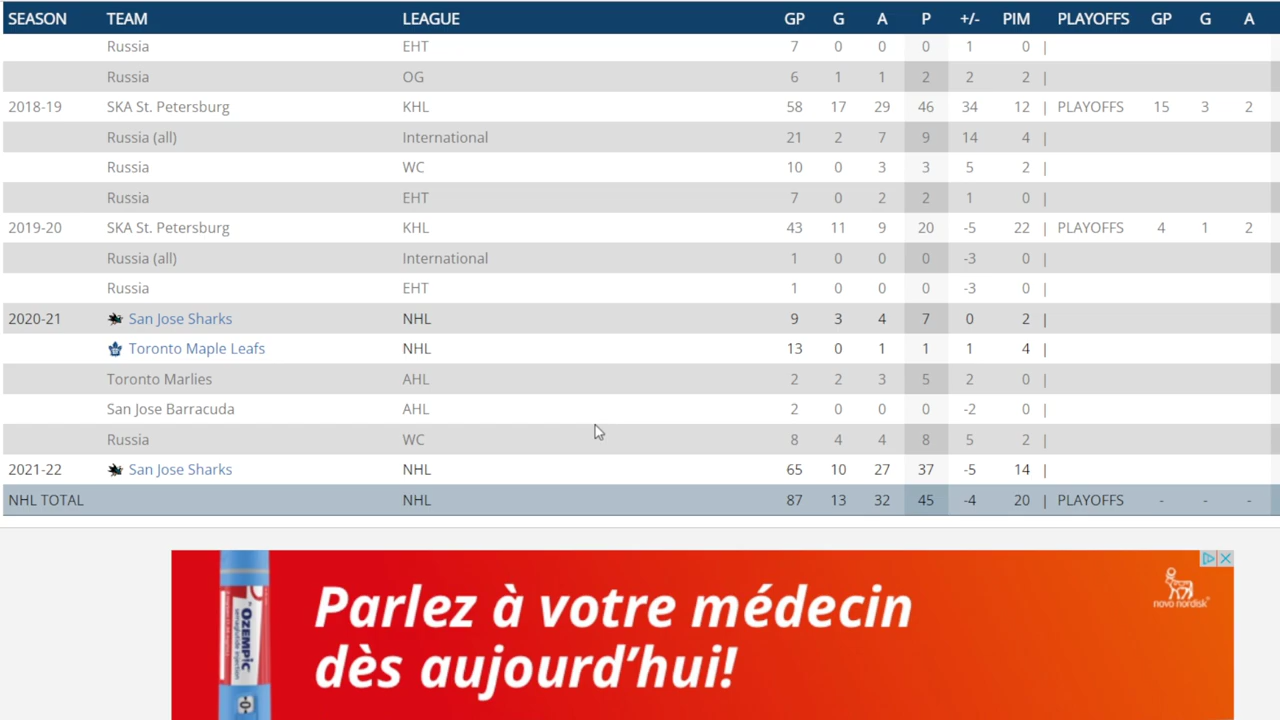 SEASON TEAM LEAGUE GP G A P +/- PIM PLAYOFFS GP G A
Russia EHT 7 0 0 0 1 0 |
Russia OG 6 1 1 2 2 2 |
2018-19 SKA St. Petersburg KHL 58 17 29 46 34 12 | PLAYOFFS 15 3 2
Russia (all) International 21 2 7 9 14 4 |
Russia WC 10 0 3 3 5 2 |
Russia EHT 7 0 2 2 1 0 |
2019-20 SKA St. Petersburg KHL 43 11 9 20 -5 22 | PLAYOFFS 4 1 2
Russia (all) International 1 0 0 0 -3 0 |
Russia EHT 1 0 0 0 -3 0 |
2020-21 San Jose Sharks NHL 9 3 4 7 0 2 |
Toronto Maple Leafs NHL 13 0 1 1 1 4 |
Toronto Marlies AHL 2 2 3 5 2 0 |
San Jose Barracuda AHL 2 0 0 0 -2 0 |
Russia WC 8 4 4 8 5 2 |
2021-22 San Jose Sharks NHL 65 10 27 37 -5 14 |
NHL TOTAL NHL 87 13 32 45 -4 20 | PLAYOFFS - - -
Parlez à votre médecin
dès aujourd'hui!
OZEMPIC
novo nordisk®